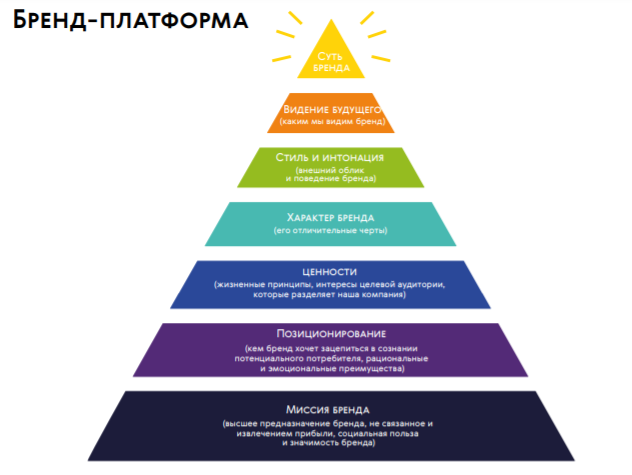 Бренд-платформа
Суть
бренда
Видение будущего
(каким мы видим бренд)
Стиль и интонация
(внешний облик
и поведение бренда)
Характер бренда
(его отличительные черты)
ценности
(жизненные принципы, интересы целевой аудитории,
которые разделяет наша компания)
Позиционирование
(кем бренд хочет зацепиться в сознании
потенциального потребителя, рациональные
и эмоциональные преимущества)
Миссия бренда
(высшее предназначение бренда, не связанное и
извлечением прибыли, социальная польза
и значимость бренда)